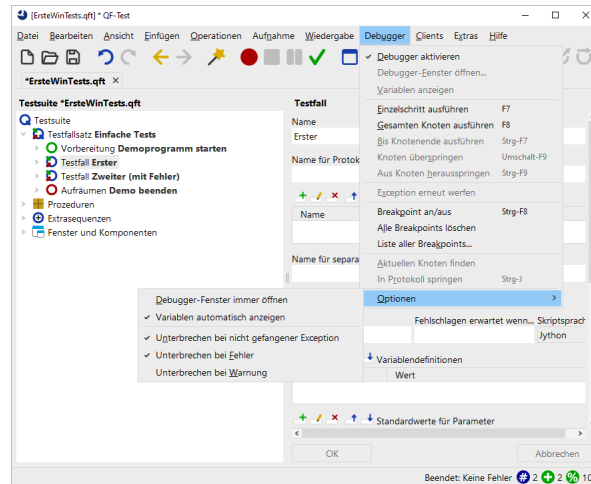 [ErsteWinTests.qft] * QF-Test
Datei Bearbeiten Ansicht Einfügen Operationen Aufnahme Wiedergabe Debugger Clients Extras Hilfe
*ErsteWinTests.qft
Testsuite *ErsteWinTests.qft
Testsuite
Testfallsatz Einfache Tests
Vorbereitung Demoprogramm starten
Testfall Erster
Testfall Zweiter (mit Fehler)
Aufräumen Demo beenden
Prozeduren
Extrasequenzen
Fenster und Komponenten
Testfall
Name
Erster
Name für Protok
Name
Name für separa
Debugger aktivieren
Debugger-Fenster öffnen...
Variablen anzeigen
Einzelschritt ausführen F7
Gesamten Knoten ausführen F8
Bis Knotenende ausführen Strg-F7
Knoten überspringen Umschalt-F9
Aus Knoten herausspringen Strg-F9
Exception erneut werfen
Breakpoint an/aus Strg-F8
Alle Breakpoints löschen
Liste aller Breakpoints...
Aktuellen Knoten finden
In Protokoll springen Strg-J
Optionen
Debugger-Fenster immer öffnen
Variablen automatisch anzeigen
Unterbrechen bei nicht gefangener Exception
Unterbrechen bei Fehler
Unterbrechen bei Warnung
Fehlschlagen erwartet wenn... Skriptsprach
Jython
Variablendefinitionen
Wert
Standardwerte für Parameter
OK Abbrechen
Beendet: Keine Fehler # 2 2 % 10